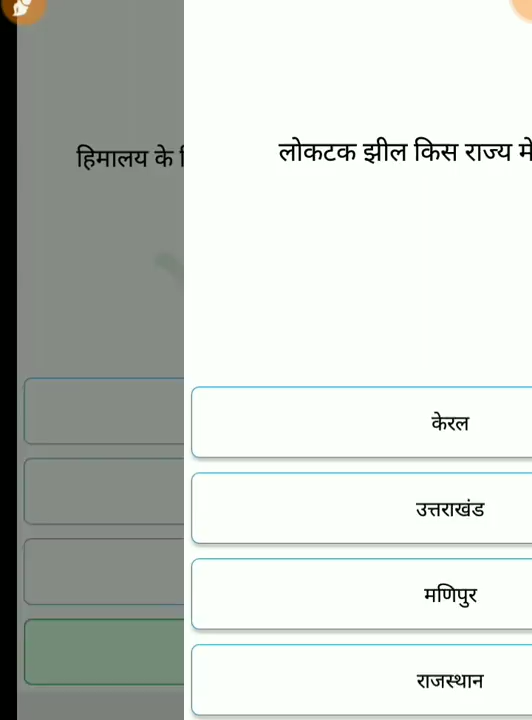 हिमालय के
लोकटक झील किस राज्य मे
केरल
उत्तराखंड
मणिपुर
राजस्थान